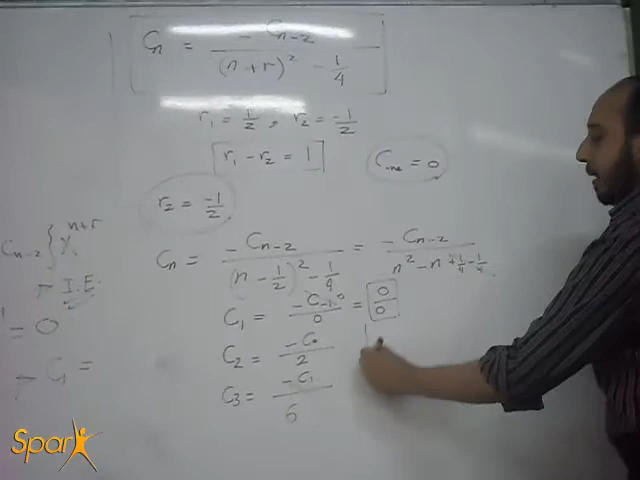 Cn = -Cn-2 / ((n+r)² - 1/4)
r1 = 1/2 , r2 = -1/2
r1 - r2 = 1
C-ve = 0
r2 = -1/2
Cn-2} X^(n+r)
Cn = -Cn-2 / ((n - 1/2)² - 1/4) = -Cn-2 / (n² - n + 1/4 - 1/4)
I.E.
C1 = -C-1 / 0 = 0/0
= 0
C2 = -C0 / 2
C1 =
C3 = -C1 / 6
Spark